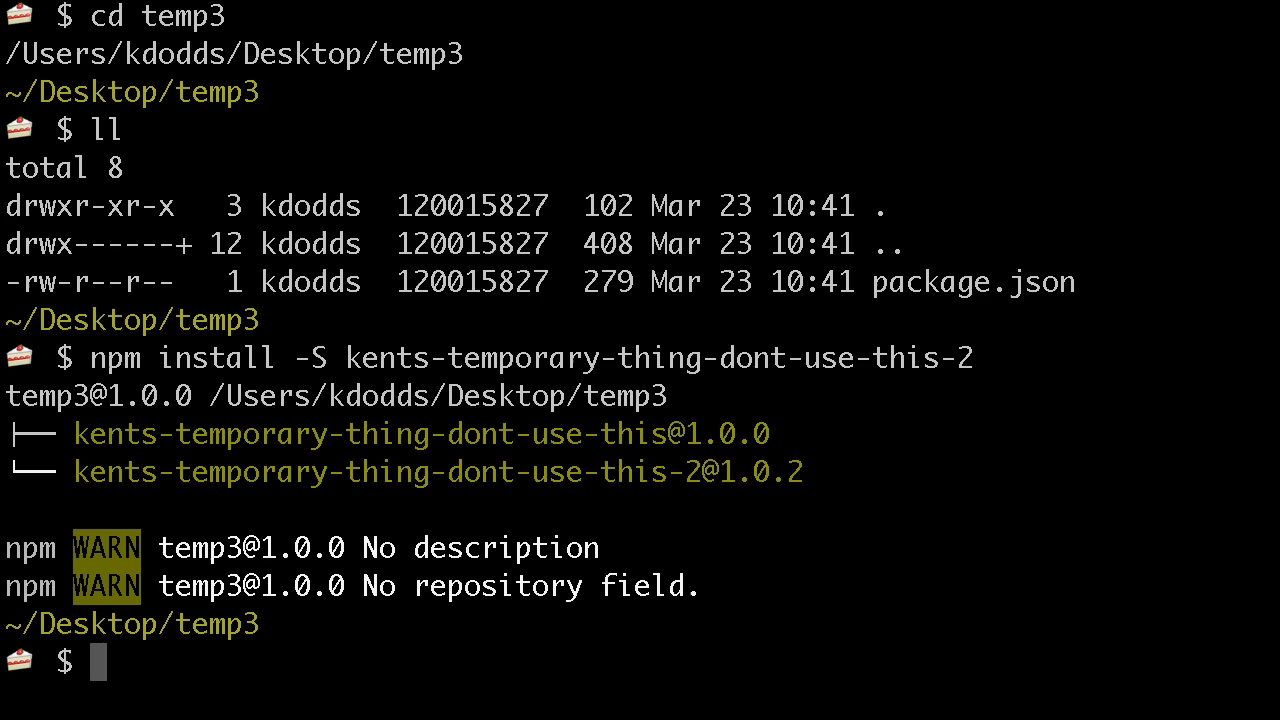 🍰 $ cd temp3
/Users/kdodds/Desktop/temp3
~/Desktop/temp3
🍰 $ ll
total 8
drwxr-xr-x   3 kdodds  120015827  102 Mar 23 10:41 .
drwx------+ 12 kdodds  120015827  408 Mar 23 10:41 ..
-rw-r--r--   1 kdodds  120015827  279 Mar 23 10:41 package.json
~/Desktop/temp3
🍰 $ npm install -S kents-temporary-thing-dont-use-this-2
temp3@1.0.0 /Users/kdodds/Desktop/temp3
├── kents-temporary-thing-dont-use-this@1.0.0
└── kents-temporary-thing-dont-use-this-2@1.0.2
npm WARN temp3@1.0.0 No description
npm WARN temp3@1.0.0 No repository field.
~/Desktop/temp3
🍰 $